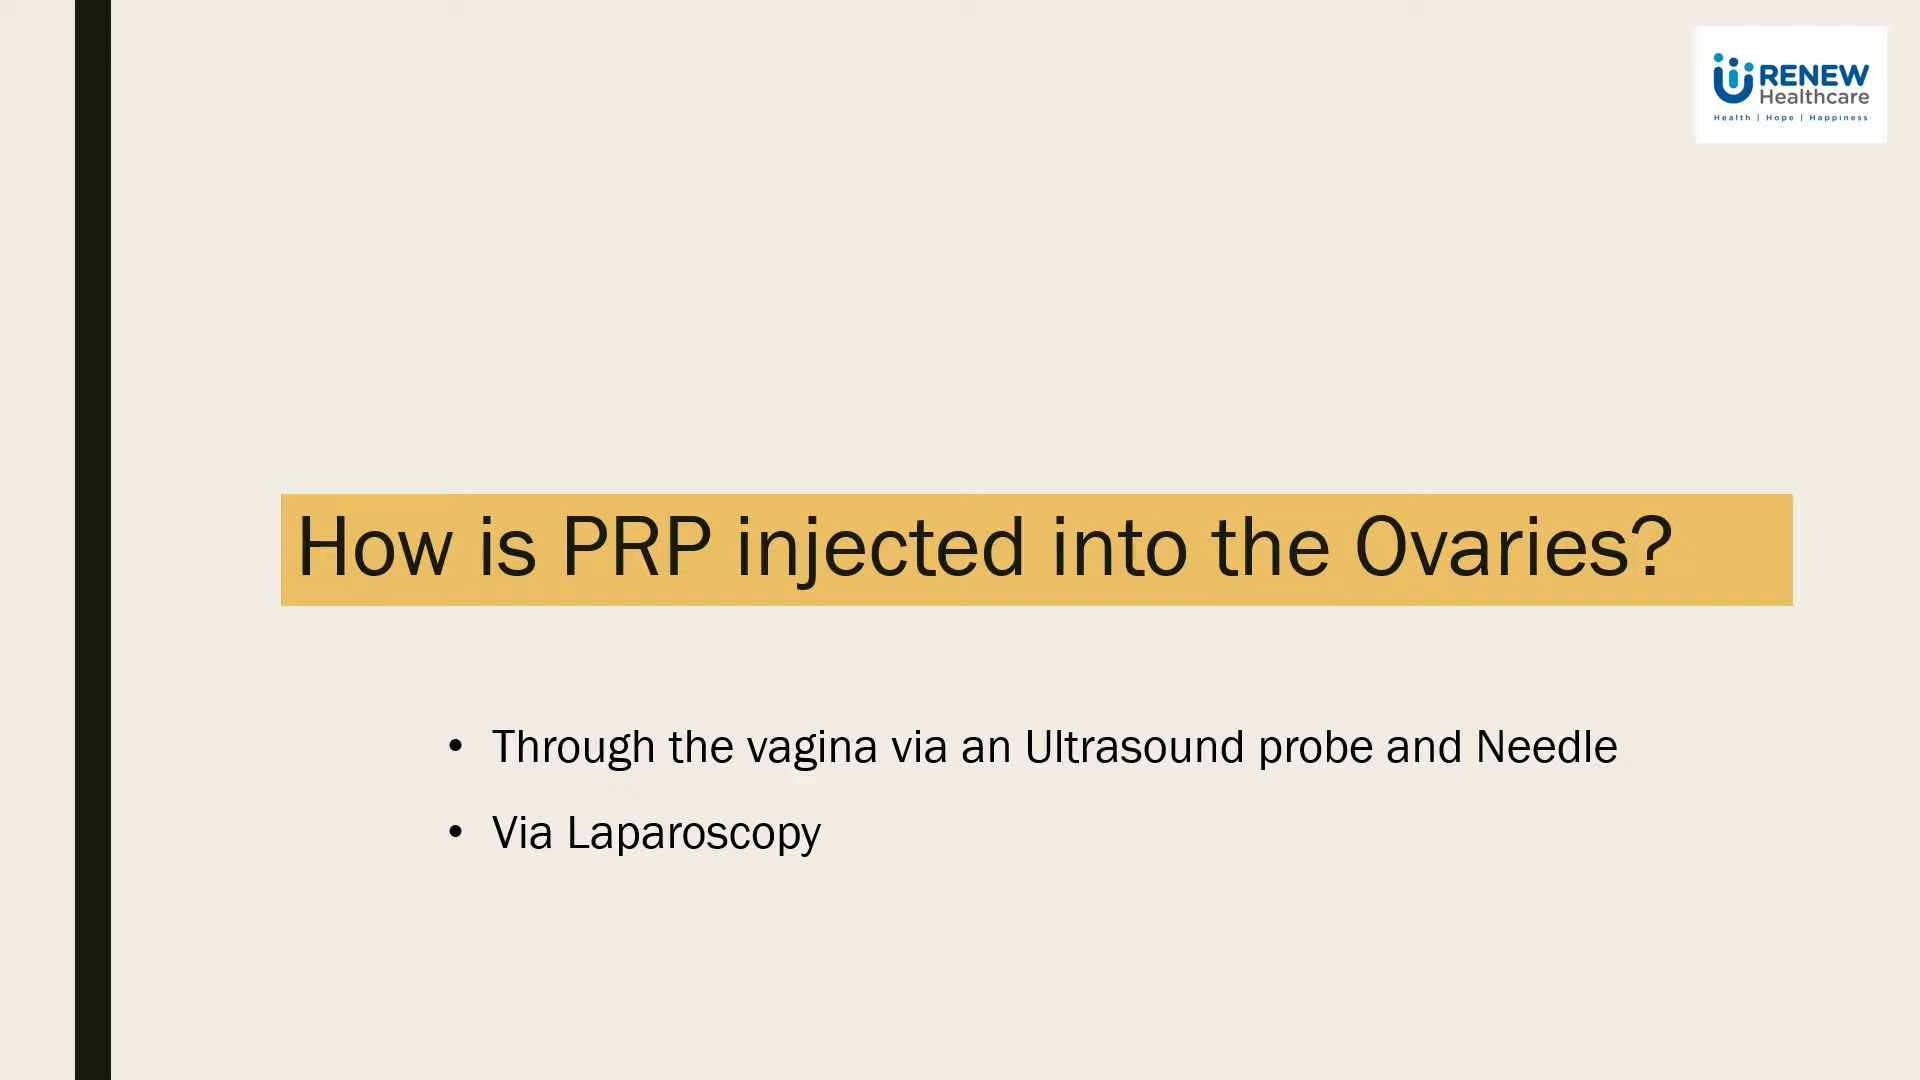 RENEW
Healthcare
Health | Hope | Happiness
How is PRP injected into the Ovaries?
• Through the vagina via an Ultrasound probe and Needle
• Via Laparoscopy